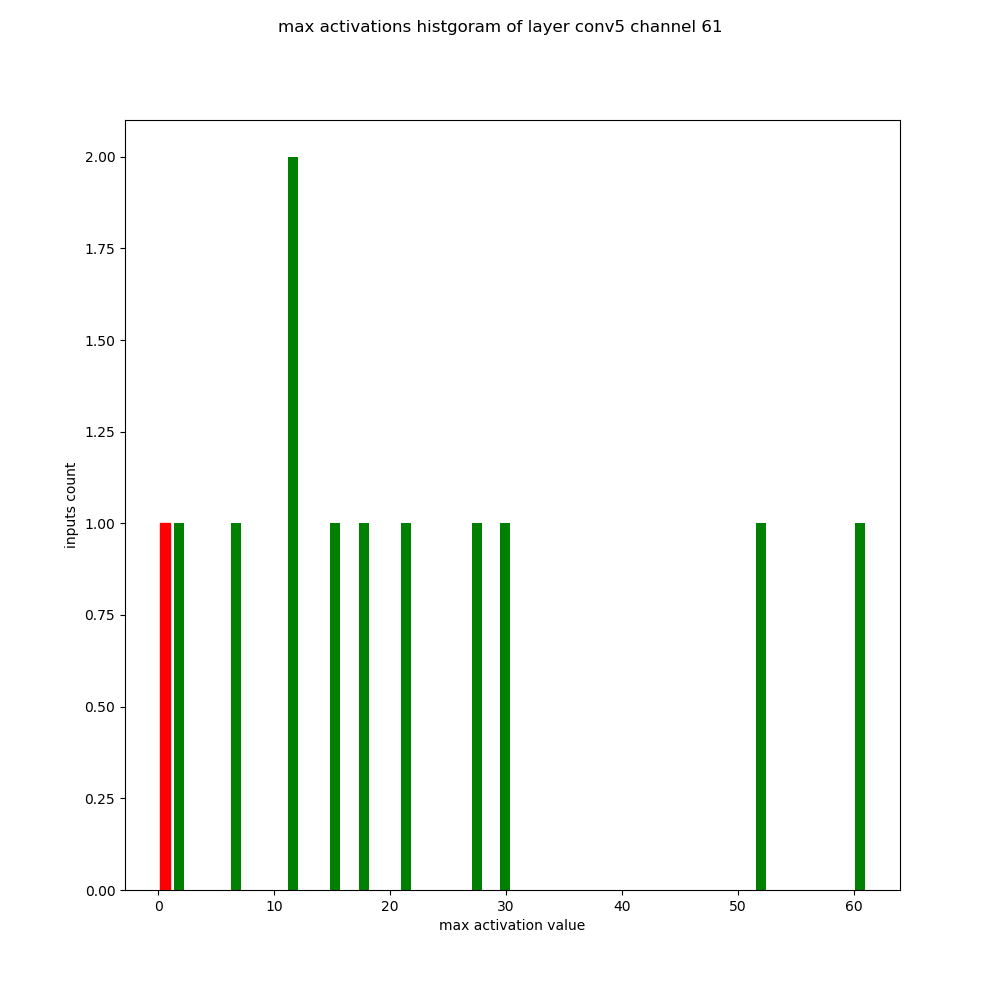 max activations histgoram of layer conv5 channel 61
2.00
1.75
1.50
1.25
1.00
0.75
0.50
0.25
0.00
inputs count
0 10 20 30 40 50 60
max activation value